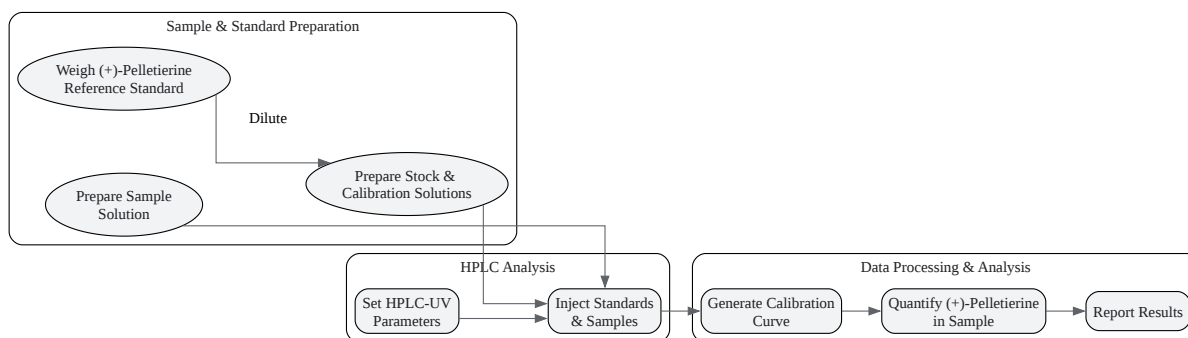 Sample & Standard Preparation
Weigh (+)-Pelletierine
Reference Standard
Dilute
Prepare Stock &
Calibration Solutions
Prepare Sample
Solution
HPLC Analysis
Set HPLC-UV
Parameters
Inject Standards
& Samples
Data Processing & Analysis
Generate Calibration
Curve
Quantify (+)-Pelletierine
in Sample
Report Results